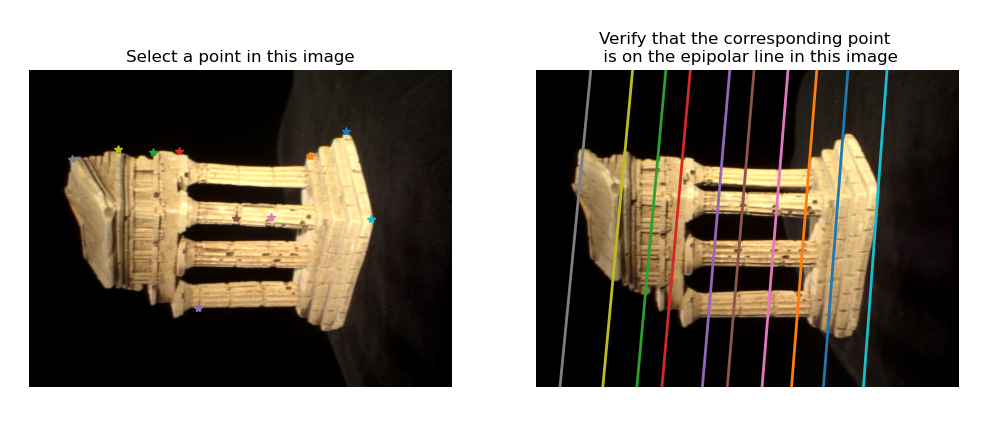 Select a point in this image
Verify that the corresponding point
is on the epipolar line in this image